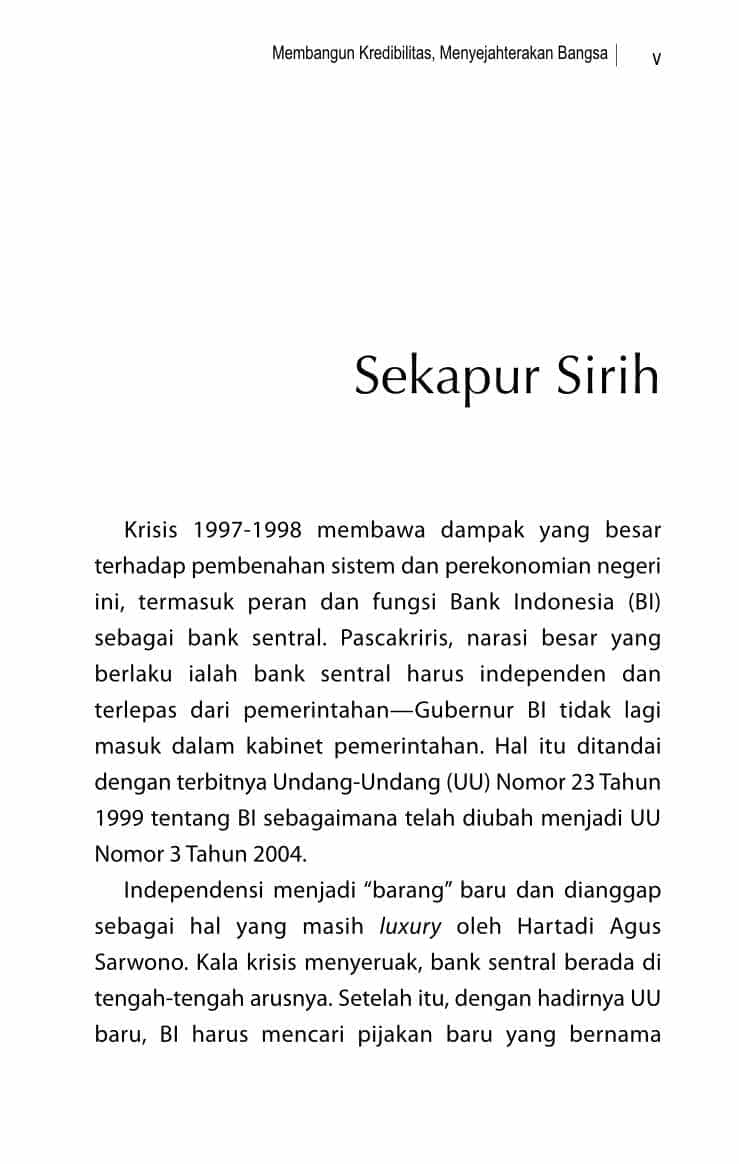 Membangun Kredibilitas, Menyejahterakan Bangsa | v
Sekapur Sirih
Krisis 1997-1998 membawa dampak yang besar
terhadap pembenahan sistem dan perekonomian negeri
ini, termasuk peran dan fungsi Bank Indonesia (BI)
sebagai bank sentral. Pascakriris, narasi besar yang
berlaku ialah bank sentral harus independen dan
terlepas dari pemerintahan—Gubernur BI tidak lagi
masuk dalam kabinet pemerintahan. Hal itu ditandai
dengan terbitnya Undang-Undang (UU) Nomor 23 Tahun
1999 tentang BI sebagaimana telah diubah menjadi UU
Nomor 3 Tahun 2004.
Independensi menjadi “barang” baru dan dianggap
sebagai hal yang masih luxury oleh Hartadi Agus
Sarwono. Kala krisis menyeruak, bank sentral berada di
tengah-tengah arusnya. Setelah itu, dengan hadirnya UU
baru, BI harus mencari pijakan baru yang bernama